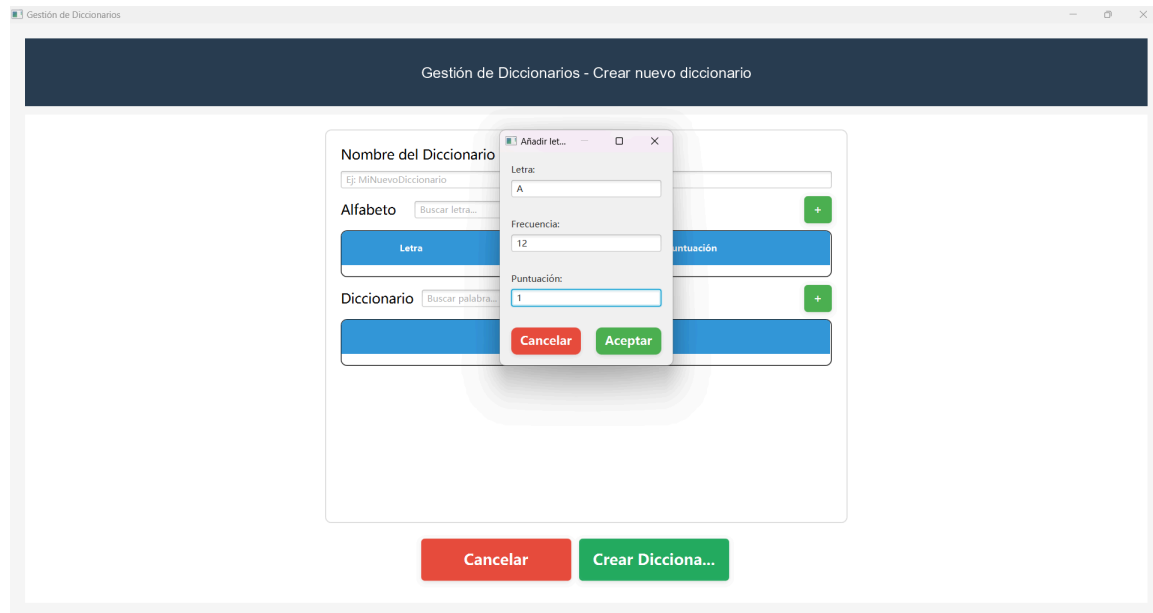 Gestión de Diccionarios
Gestión de Diccionarios - Crear nuevo diccionario
Nombre del Diccionario
Ej: MiNuevoDiccionario
Alfabeto
Buscar letra...
+
Letra
untuación
Diccionario
Buscar palabra...
+
Añadir let...
Letra:
A
Frecuencia:
12
Puntuación:
1
Cancelar
Aceptar
Cancelar
Crear Dicciona...